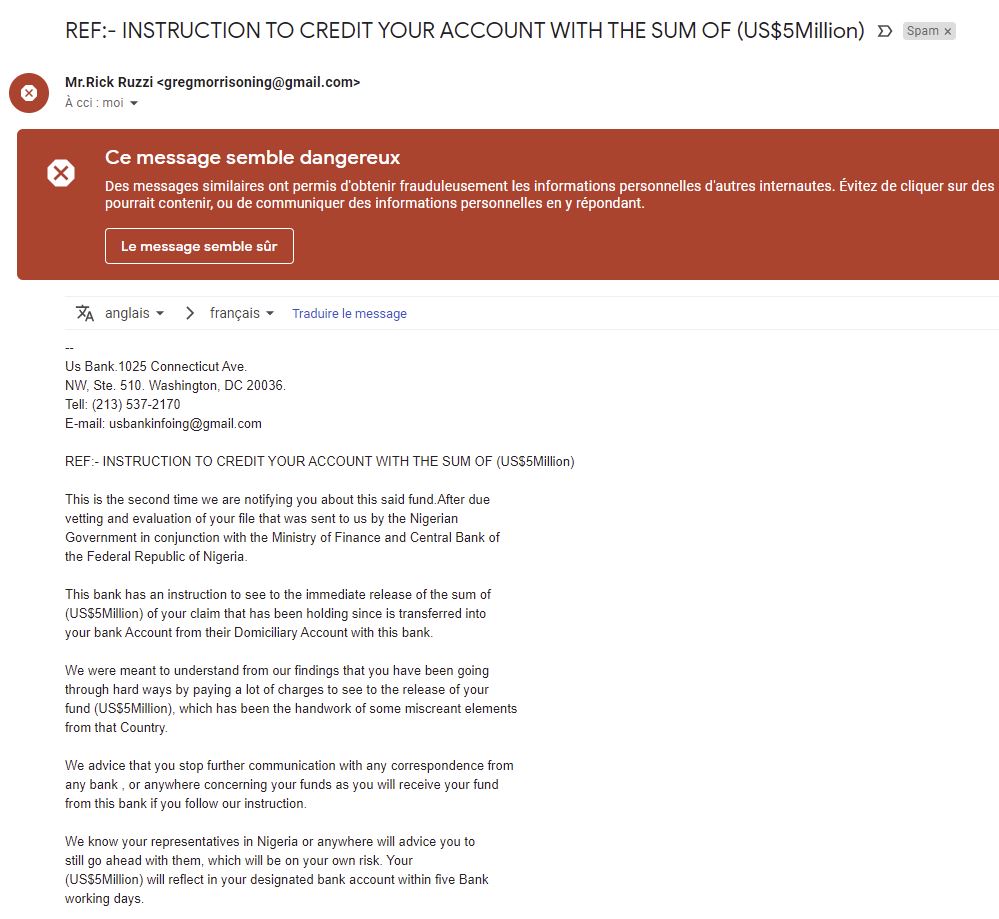 REF:- INSTRUCTION TO CREDIT YOUR ACCOUNT WITH THE SUM OF (US$5Million) Spam ×
Mr.Rick Ruzzi <gregmorrisoning@gmail.com>
À cci : moi
Ce message semble dangereux
Des messages similaires ont permis d'obtenir frauduleusement les informations personnelles d'autres internautes. Évitez de cliquer sur des
pourrait contenir, ou de communiquer des informations personnelles en y répondant.
Le message semble sûr
anglais > français Traduire le message
--
Us Bank.1025 Connecticut Ave.
NW, Ste. 510. Washington, DC 20036.
Tell: (213) 537-2170
E-mail: usbankinfoing@gmail.com
REF:- INSTRUCTION TO CREDIT YOUR ACCOUNT WITH THE SUM OF (US$5Million)
This is the second time we are notifying you about this said fund.After due
vetting and evaluation of your file that was sent to us by the Nigerian
Government in conjunction with the Ministry of Finance and Central Bank of
the Federal Republic of Nigeria.
This bank has an instruction to see to the immediate release of the sum of
(US$5Million) of your claim that has been holding since is transferred into
your bank Account from their Domiciliary Account with this bank.
We were meant to understand from our findings that you have been going
through hard ways by paying a lot of charges to see to the release of your
fund (US$5Million), which has been the handwork of some miscreant elements
from that Country.
We advice that you stop further communication with any correspondence from
any bank , or anywhere concerning your funds as you will receive your fund
from this bank if you follow our instruction.
We know your representatives in Nigeria or anywhere will advice you to
still go ahead with them, which will be on your own risk. Your
(US$5Million) will reflect in your designated bank account within five Bank
working days.